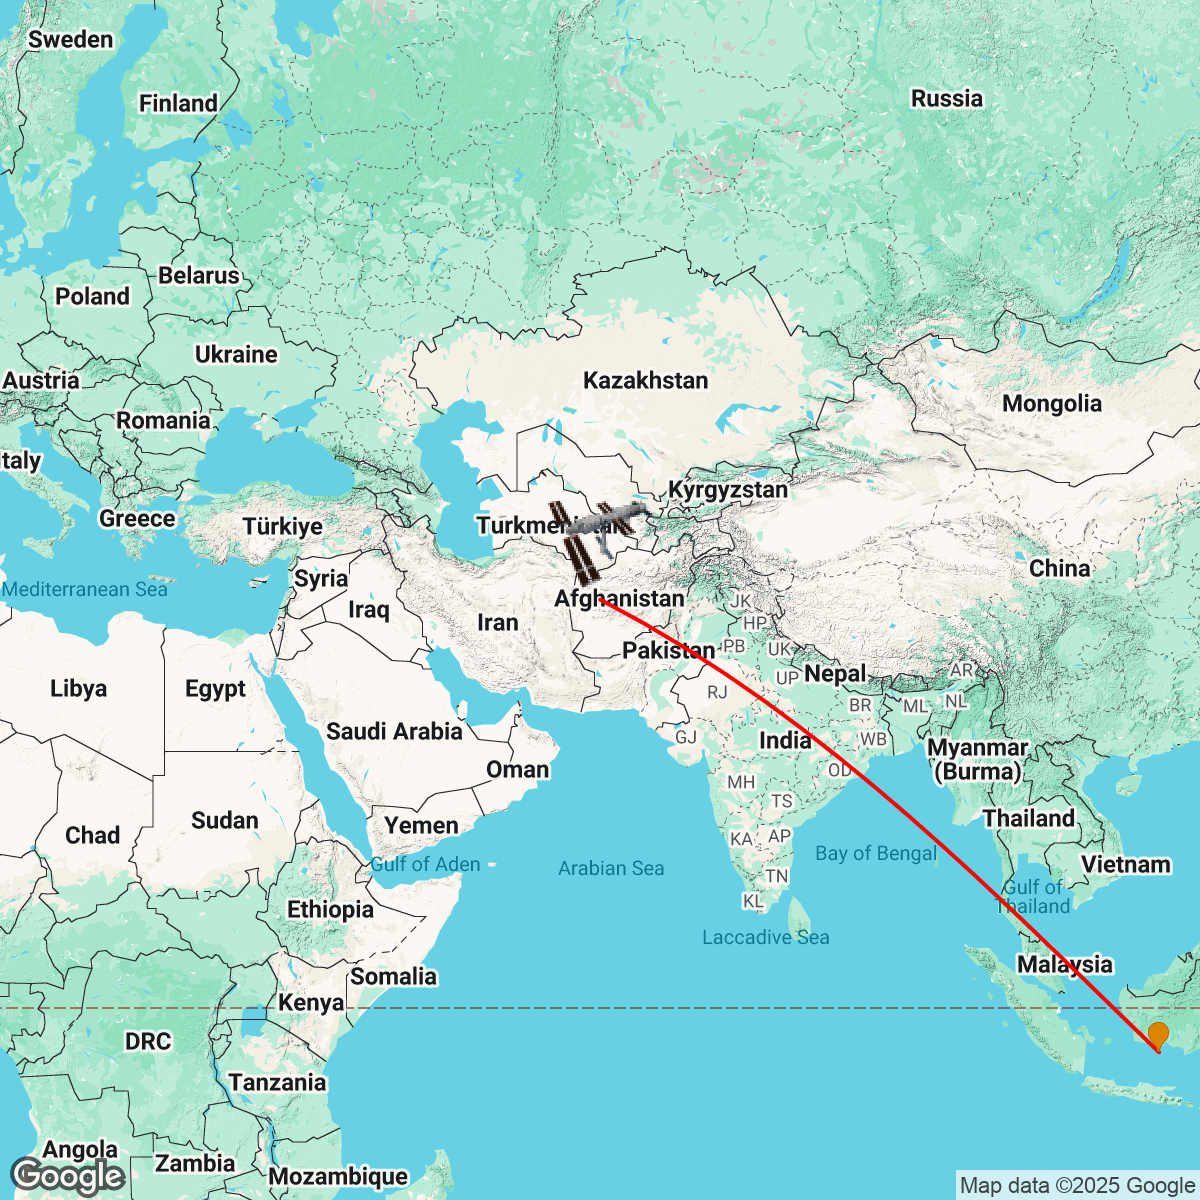 Sweden
Finland
Russia
Belarus
Poland
Ukraine
Austria
Kazakhstan
Mongolia
Romania
Italy
Kyrgyzstan
Greece
Türkiye
China
Syria
Mediterranean Sea
Afghanistan
JK
Iraq
Iran
HP
Pakistan
PB
UK
Nepal
AR
UP
Libya
Egypt
RJ
BR
ML
NL
Saudi Arabia
GJ
India
WB
Myanmar
(Burma)
Oman
OD
MH
TS
Sudan
Yemen
Thailand
Chad
KA
AP
Gulf of Aden
Arabian Sea
Bay of Bengal
Vietnam
TN
Gulf of
Thailand
KL
Ethiopia
Laccadive Sea
Malaysia
Somalia
Kenya
DRC
Tanzania
Angola
Zambia
Mozambique
Google
Map data ©2025 Google